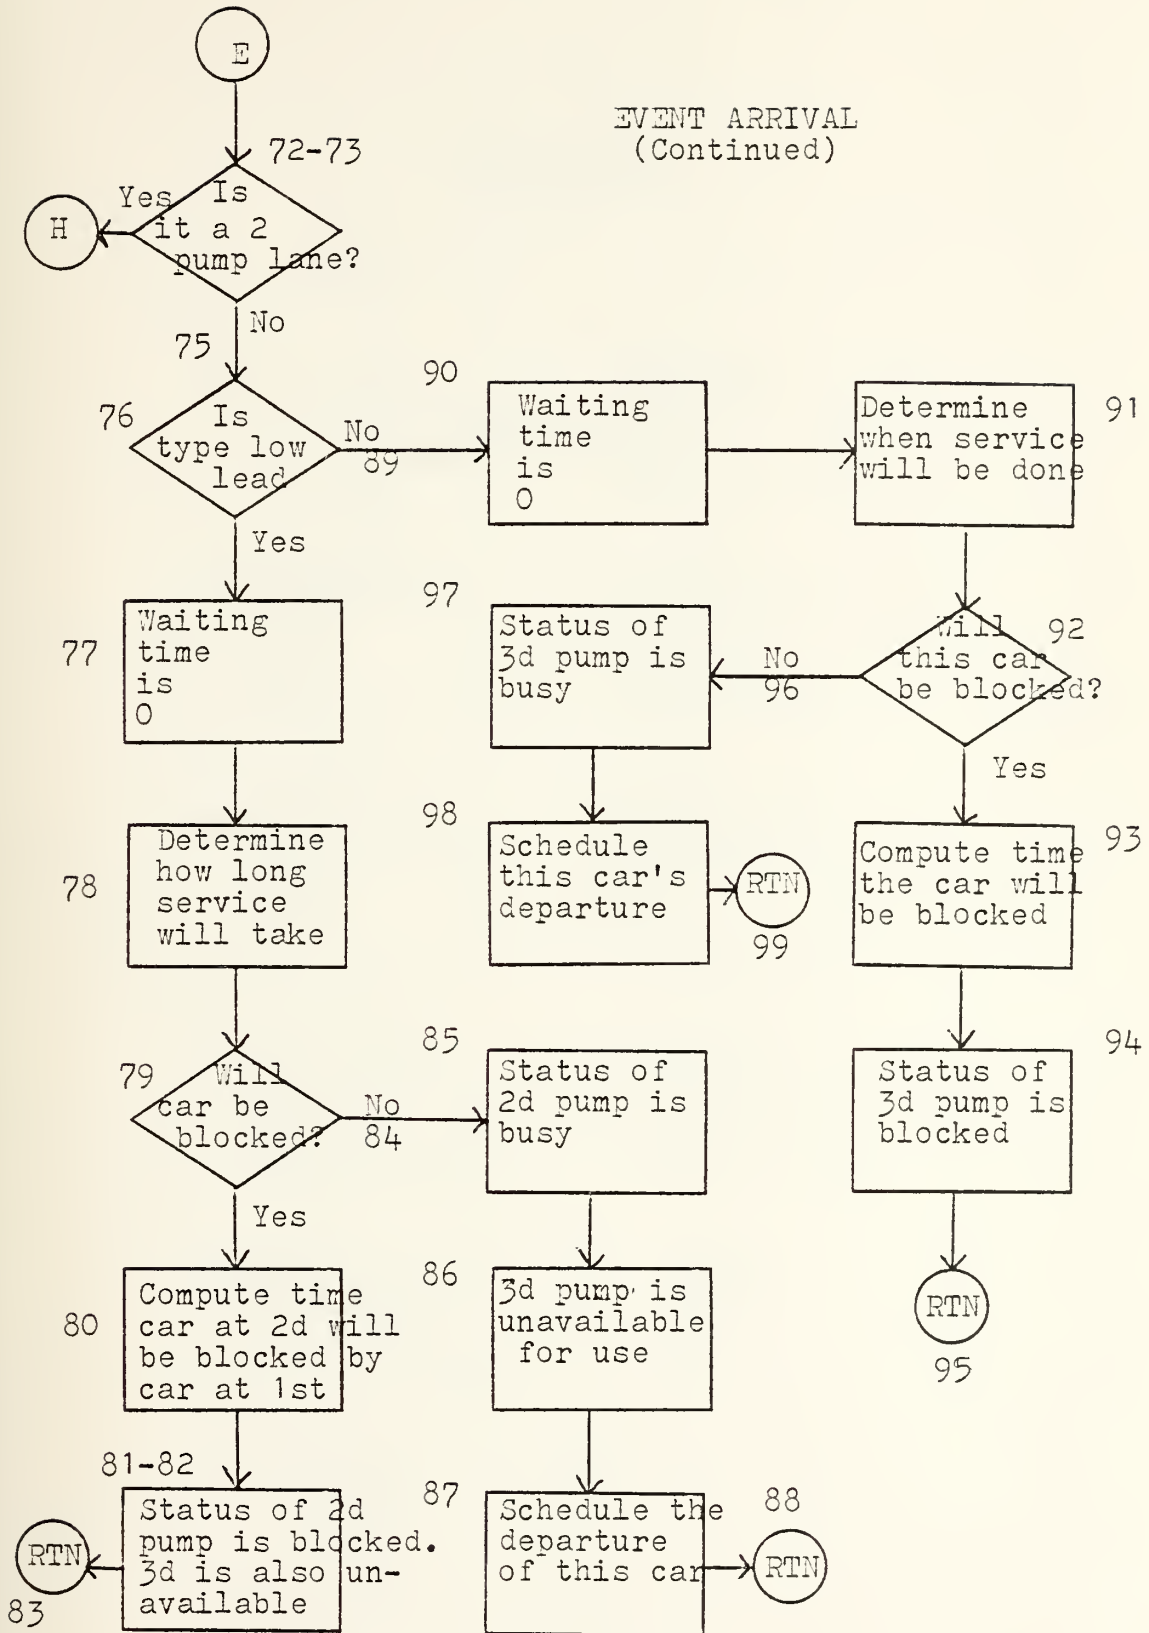 E
EVENT ARRIVAL
(Continued)
72-73
Yes
Is
it a 2
pump lane?
H
No
75
76
Is
type low
lead
No
89
90
Waiting
time
is
0
Determine
when service
will be done
91
Yes
77
Waiting
time
is
0
97
Status of
3d pump is
busy
No
96
Will
this car
be blocked?
92
Yes
78
Determine
how long
service
will take
98
Schedule
this car's
departure
RTN
99
Compute time
the car will
be blocked
93
79
Will
car be
blocked?
No
84
85
Status of
2d pump is
busy
94
Status of
3d pump is
blocked
Yes
80
Compute time
car at 2d will
be blocked by
car at 1st
86
3d pump is
unavailable
for use
RTN
95
81-82
Status of 2d
pump is blocked.
3d is also un-
available
RTN
83
87
Schedule the
departure
of this car
88
RTN